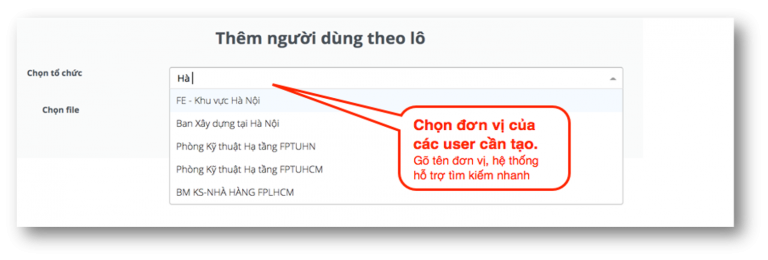 Thêm người dùng theo lô
Chọn tổ chức
Hà
Chọn file
FE - Khu vực Hà Nội
Ban Xây dựng tại Hà Nội
Phòng Kỹ thuật Hạ tầng FPTUHN
Phòng Kỹ thuật Hạ tầng FPTUHCM
BM KS-NHÀ HÀNG FPLHCM
Chọn đơn vị của
các user cần tạo.
Gõ tên đơn vị, hệ thống
hỗ trợ tìm kiếm nhanh